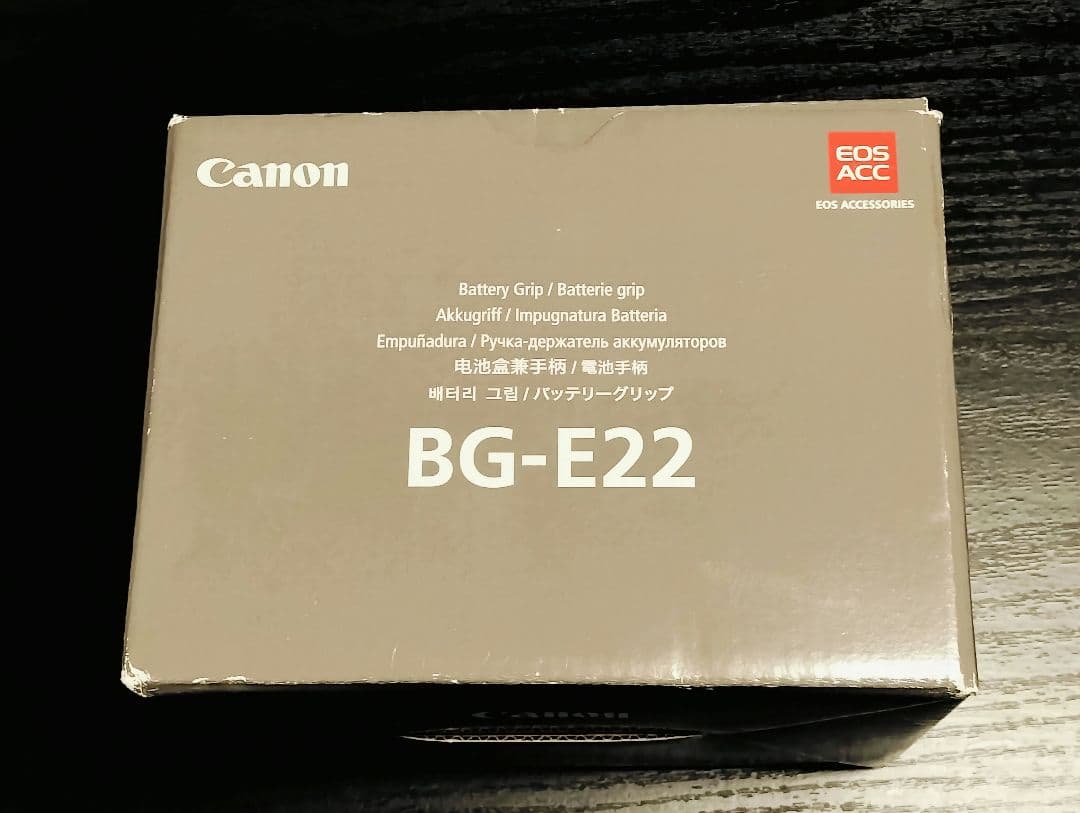 Canon
EOS
ACC
EOS ACCESSORIES
Battery Grip / Batterie grip
Akkugriff / Impugnatura Batteria
Empuñadura / Ручка-держатель аккумуляторов
电池盒兼手柄 / 電池手柄
배터리 그립 / バッテリーグリップ
BG-E22
Canon